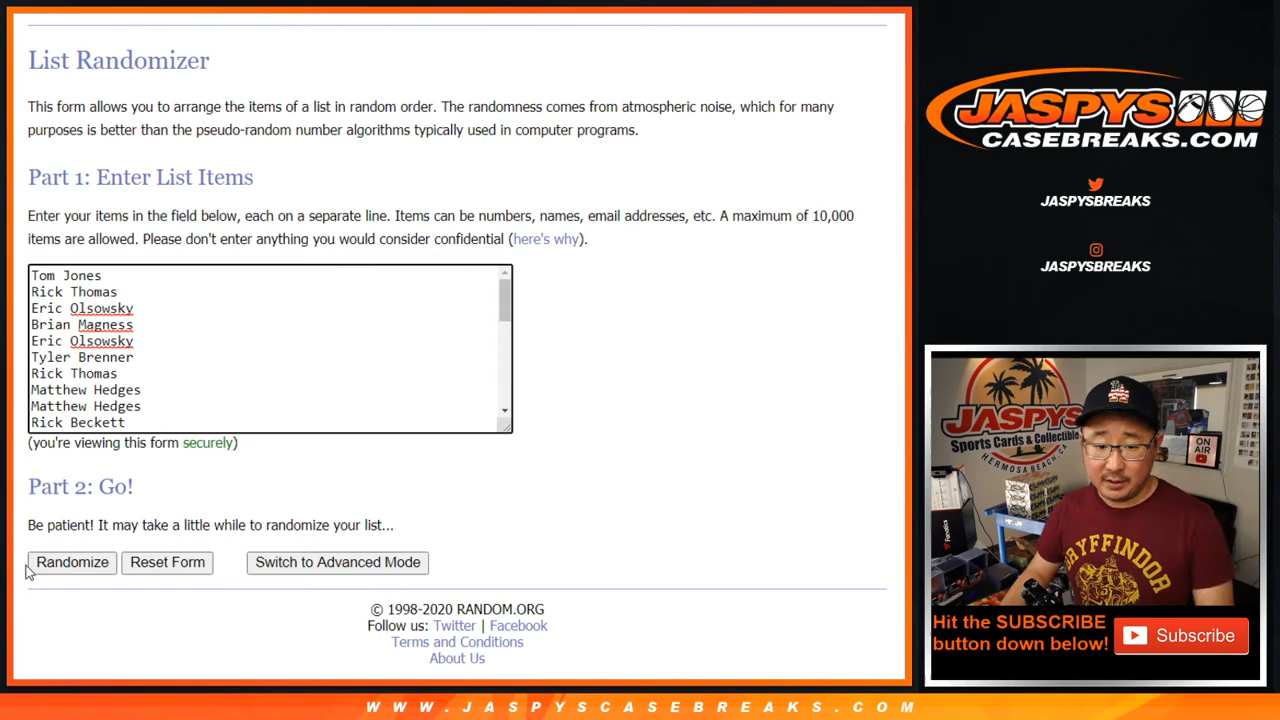 List Randomizer
This form allows you to arrange the items of a list in random order. The randomness comes from atmospheric noise, which for many
purposes is better than the pseudo-random number algorithms typically used in computer programs.
Part 1: Enter List Items
Enter your items in the field below, each on a separate line. Items can be numbers, names, email addresses, etc. A maximum of 10,000
items are allowed. Please don't enter anything you would consider confidential (here's why).
Tom Jones
Rick Thomas
Eric Olsowsky
Brian Magness
Eric Olsowsky
Tyler Brenner
Rick Thomas
Matthew Hedges
Matthew Hedges
Rick Beckett
(you're viewing this form securely)
Part 2: Go!
Be patient! It may take a little while to randomize your list...
Randomize Reset Form Switch to Advanced Mode
© 1998-2020 RANDOM.ORG
Follow us: Twitter | Facebook
Terms and Conditions
About Us
JASPYS
CASEBREAKS.COM
JASPYSBREAKS
JASPYSBREAKS
JASPYS
Sports Cards & Collectible
HERMOSA BEACH, CA
ON AIR
Fanatics
GRYFFINDOR
Hit the SUBSCRIBE
button down below!
Subscribe
WWW.JASPYSCASEBREAKS.COM